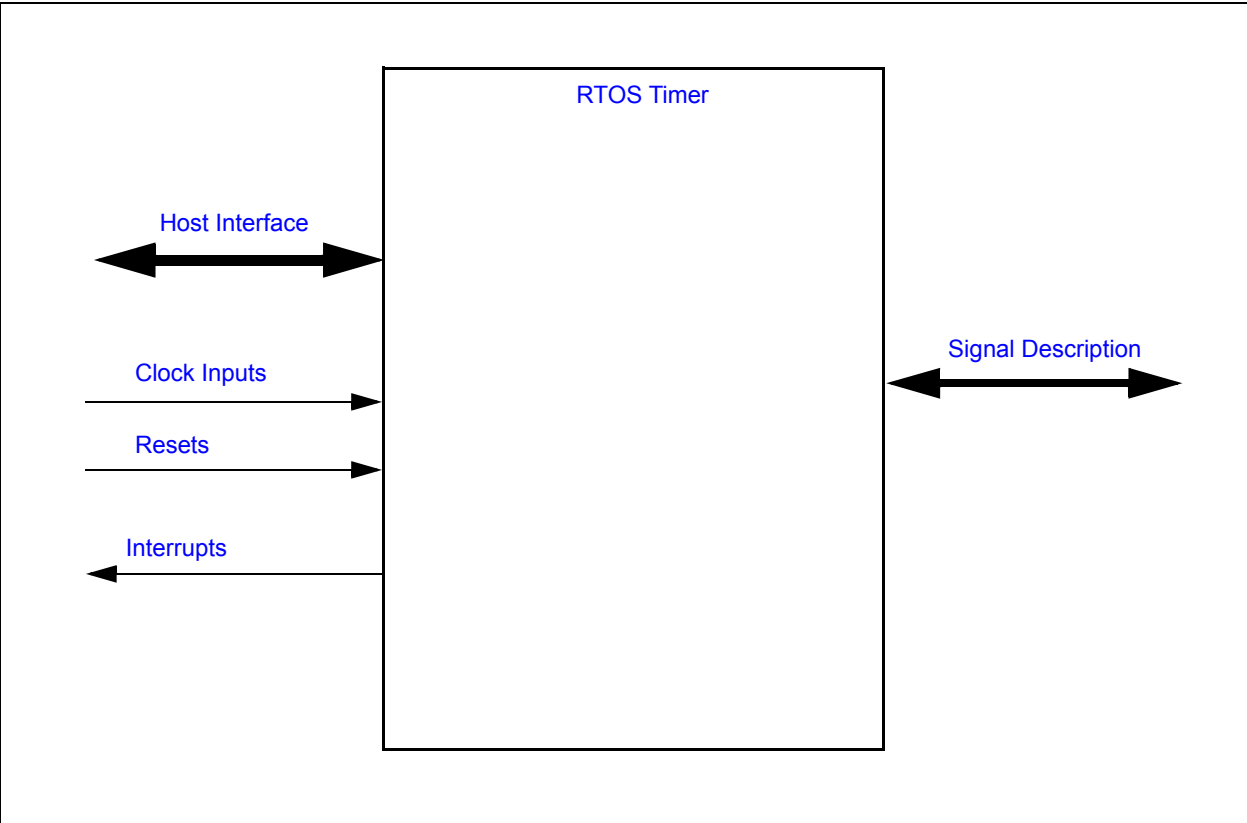 RTOS Timer
Host Interface
Signal Description
Clock Inputs
Resets
Interrupts